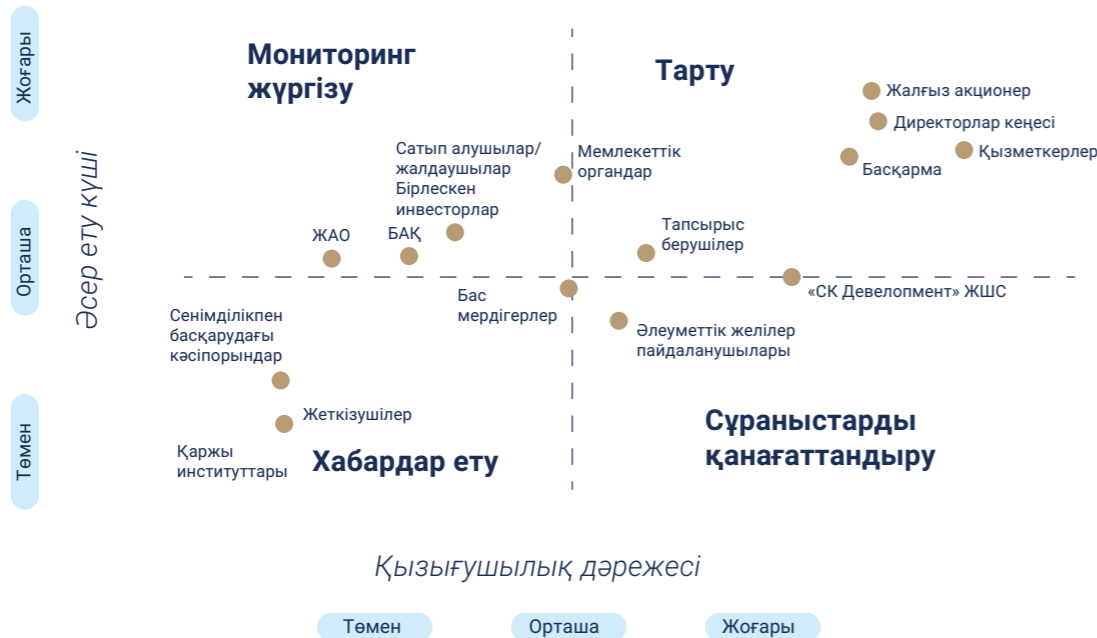 Жоғары
Орташа
Төмен
Әсер ету күші
Мониторинг
жүргізу
Тарту
Жалғыз акционер
Директорлар кеңесі
Қызметкерлер
Басқарма
Сатып алушылар/
жалдаушылар
Бірлескен
инвесторлар
Мемлекеттік
органдар
ЖАО
БАҚ
Тапсырыс
берушілер
Бас
мердігерлер
«СК Девелопмент» ЖШС
Әлеуметтік желілер
пайдаланушылары
Сенімділікпен
басқарудағы
кәсіпорындар
Жеткізушілер
Қаржы
институттары
Хабардар ету
Сұраныстарды
қанағаттандыру
Қызығушылық дәрежесі
Төмен
Орташа
Жоғары